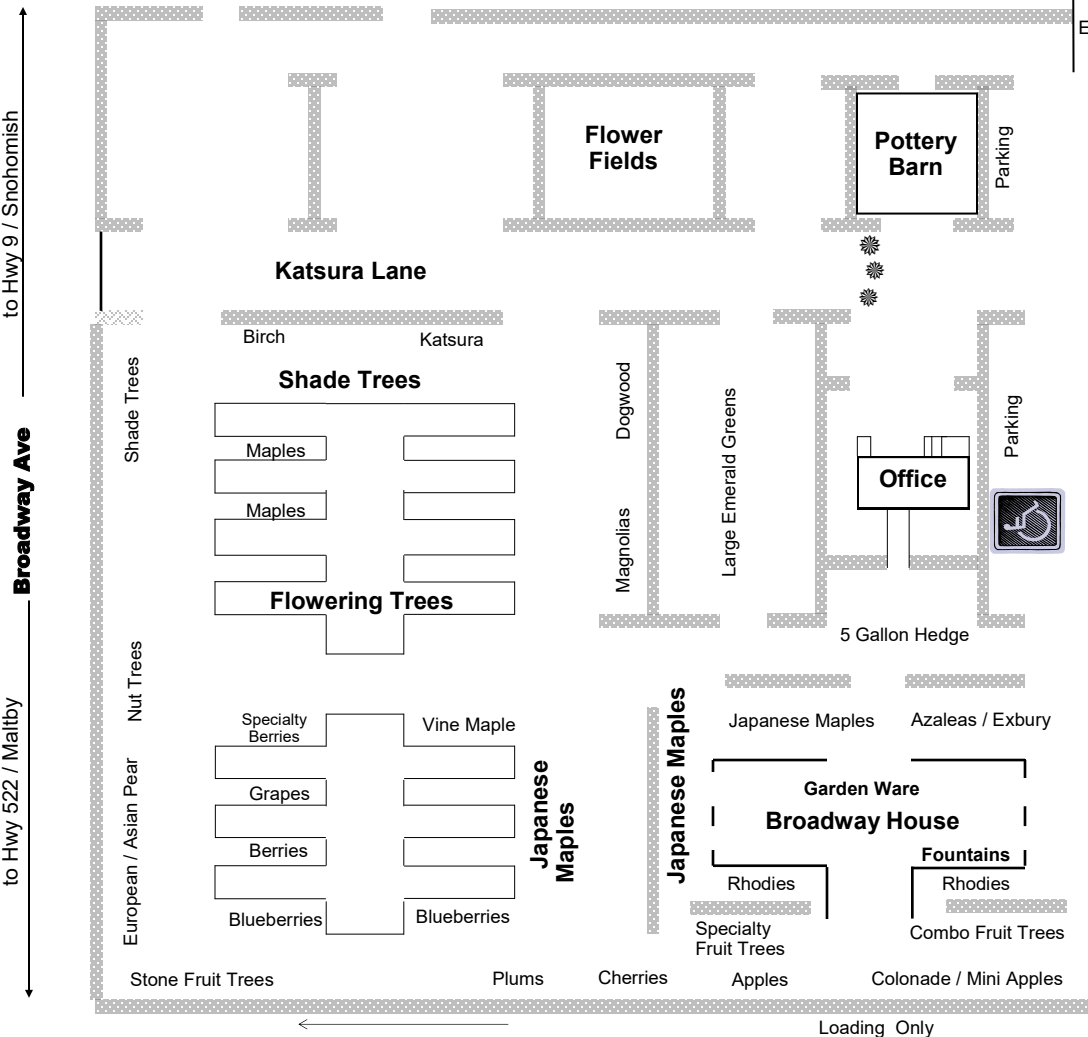 E
to Hwy 9 / Snohomish
Broadway Ave
to Hwy 522 / Maltby
Flower
Fields
Pottery
Barn
Parking
Katsura Lane
Birch
Katsura
Shade Trees
Shade Trees
Maples
Maples
Flowering Trees
Dogwood
Magnolias
Large Emerald Greens
Office
Parking
5 Gallon Hedge
Nut Trees
European / Asian Pear
Specialty
Berries
Vine Maple
Grapes
Berries
Blueberries
Blueberries
Japanese
Maples
Japanese Maples
Japanese Maples
Azaleas / Exbury
Garden Ware
Broadway House
Fountains
Rhodies
Rhodies
Specialty
Fruit Trees
Combo Fruit Trees
Stone Fruit Trees
Plums
Cherries
Apples
Colonade / Mini Apples
Loading Only